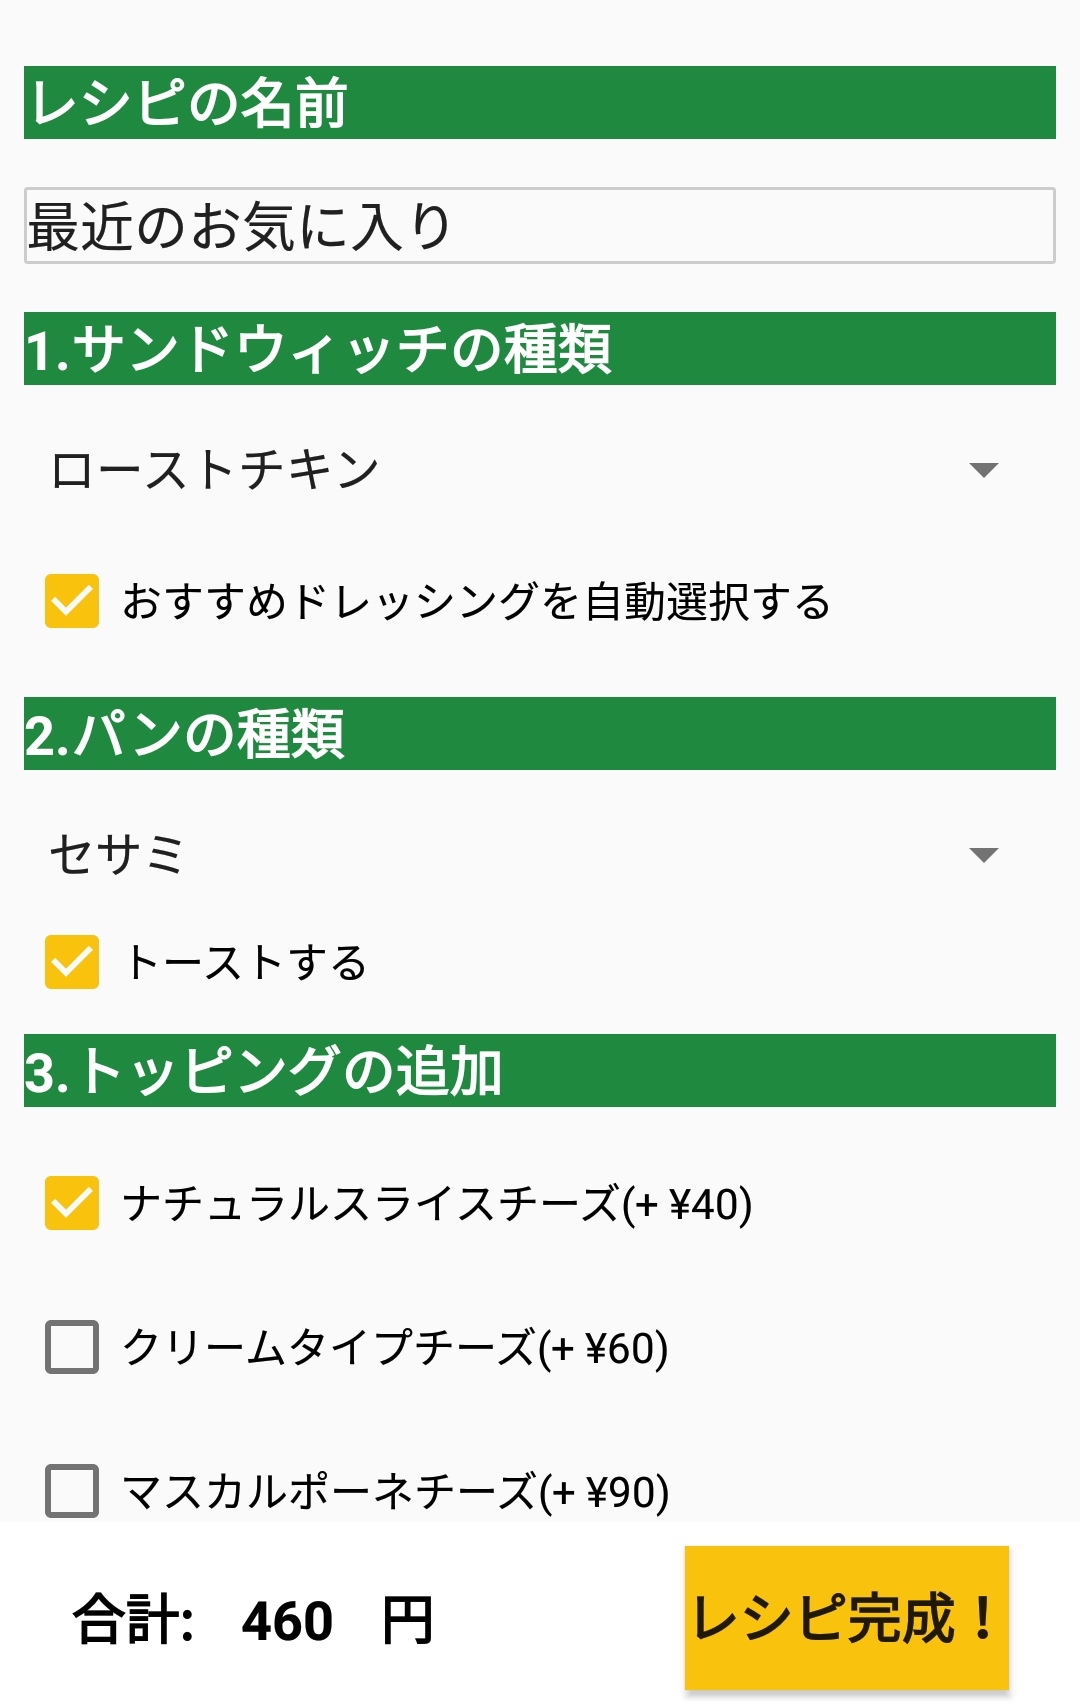 レシピの名前
最近のお気に入り
1.サンドウィッチの種類
ローストチキン
おすすめドレッシングを自動選択する
2.パンの種類
セサミ
トーストする
3.トッピングの追加
ナチュラルスライスチーズ(+ ¥40)
クリームタイプチーズ(+ ¥60)
マスカルポーネチーズ(+ ¥90)
合計: 460 円
レシピ完成！